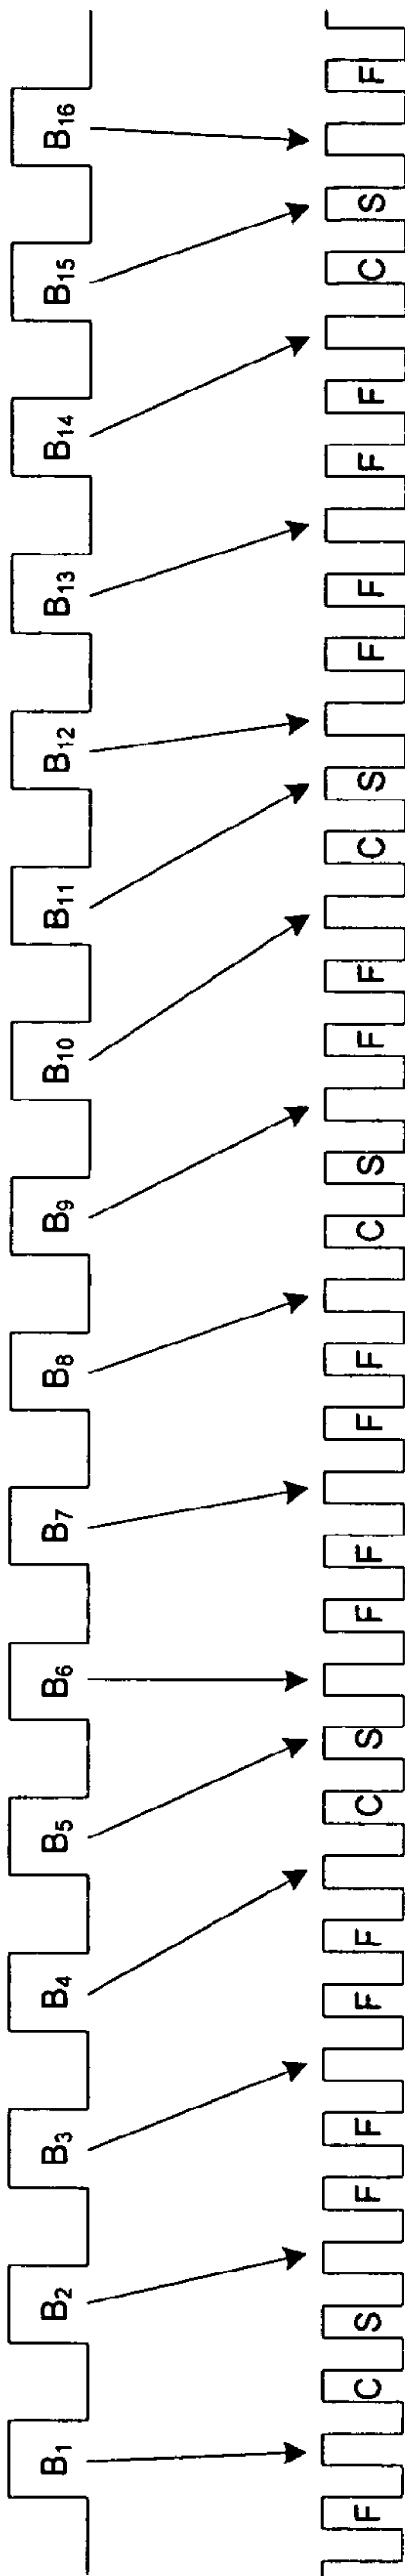 B₁ B₂ B₃ B₄ B₅ B₆ B₇ B₈ B₉ B₁₀ B₁₁ B₁₂ B₁₃ B₁₄ B₁₅ B₁₆
F C S F F F F C S F F F F C S F F C S F F F F C S F